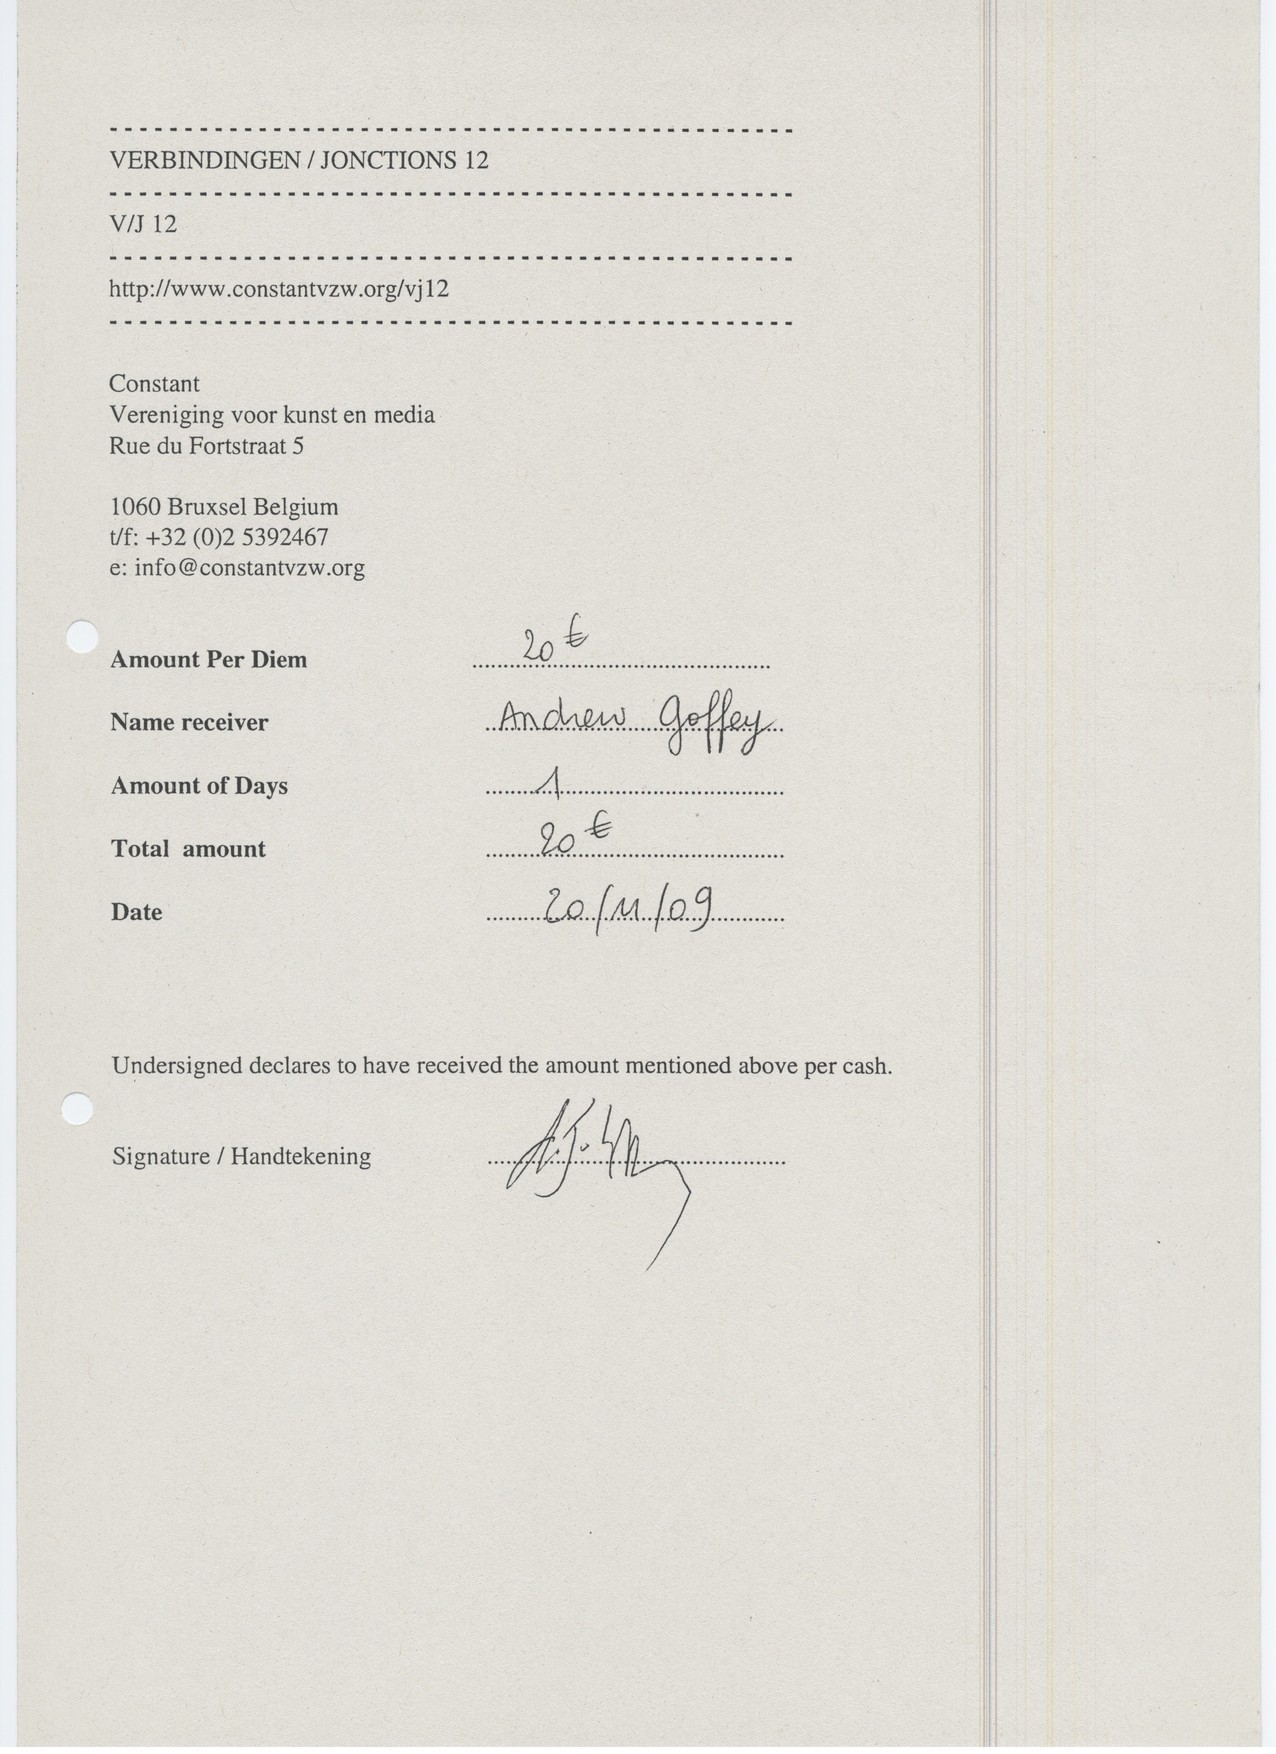 VERBINDINGEN / JONCTIONS 12
V/J 12
http://www.constantvzw.org/vj12
Constant
Vereniging voor kunst en media
Rue du Fortstraat 5
1060 Bruxsel Belgium
t/f: +32 (0)2 5392467
e: info@constantvzw.org
Amount Per Diem 20 €
Name receiver Andrew Goffey
Amount of Days 1
Total amount 20 €
Date 20/11/09
Undersigned declares to have received the amount mentioned above per cash.
Signature / Handtekening